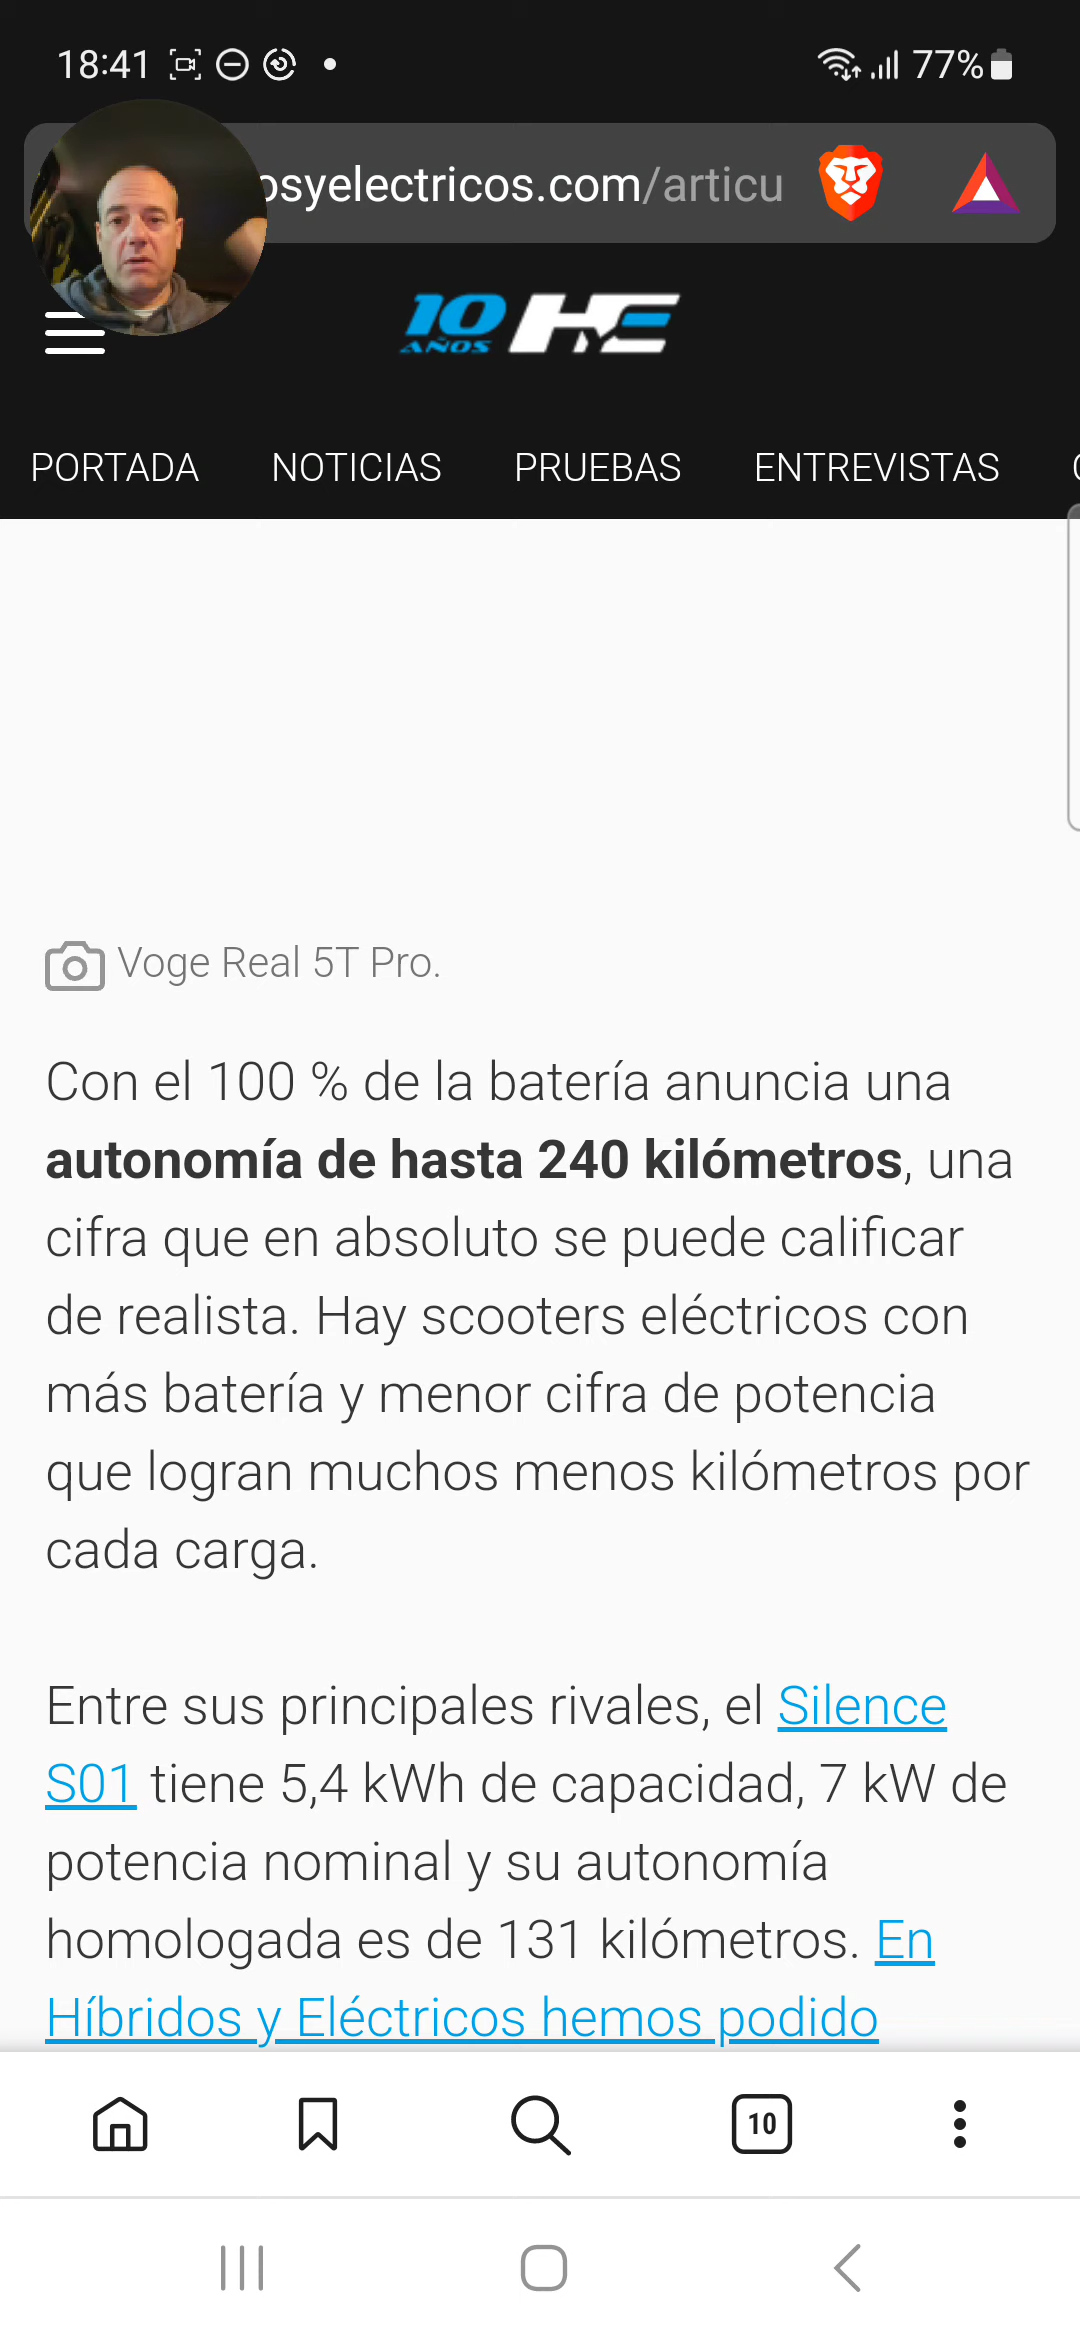 18:41 77%
osyelectricos.com/articu
10 AÑOS HYE
PORTADA NOTICIAS PRUEBAS ENTREVISTAS
Voge Real 5T Pro.
Con el 100 % de la batería anuncia una
autonomía de hasta 240 kilómetros, una
cifra que en absoluto se puede calificar
de realista. Hay scooters eléctricos con
más batería y menor cifra de potencia
que logran muchos menos kilómetros por
cada carga.
Entre sus principales rivales, el Silence
S01 tiene 5,4 kWh de capacidad, 7 kW de
potencia nominal y su autonomía
homologada es de 131 kilómetros. En
Híbridos y Eléctricos hemos podido
10